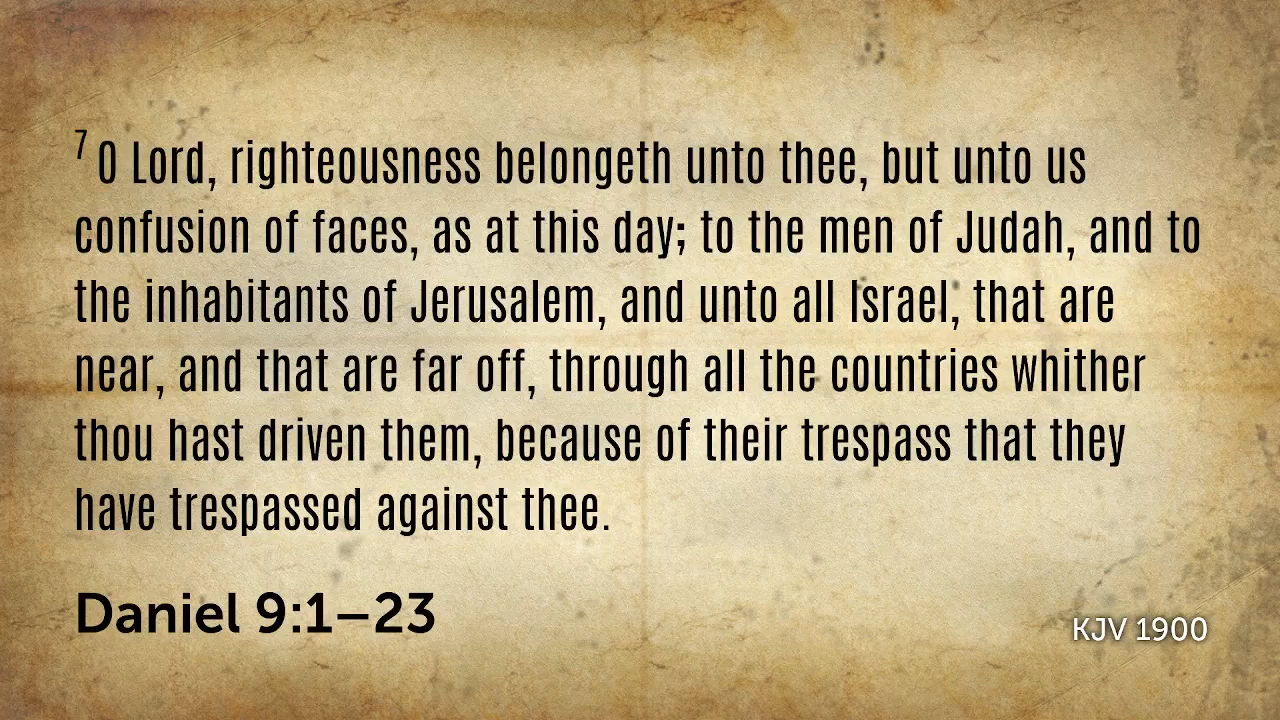 7 O Lord, righteousness belongeth unto thee, but unto us
confusion of faces, as at this day; to the men of Judah, and to
the inhabitants of Jerusalem, and unto all Israel, that are
near, and that are far off, through all the countries whither
thou hast driven them, because of their trespass that they
have trespassed against thee.
Daniel 9:1–23
KJV 1900